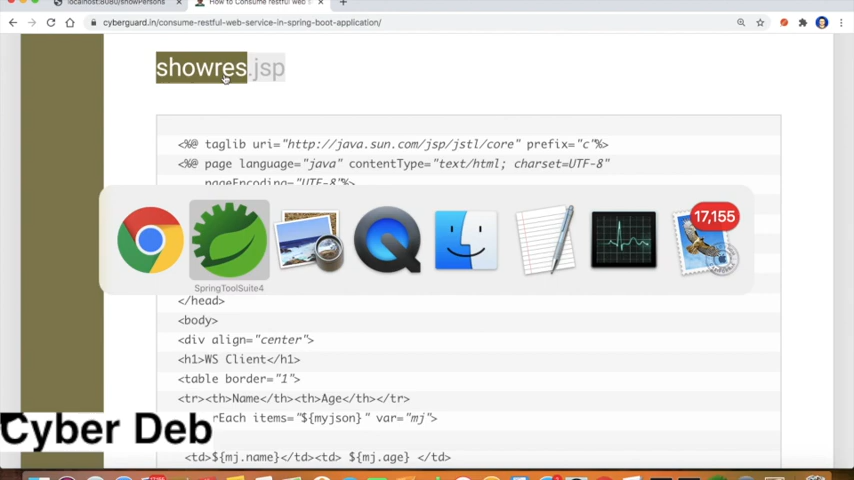 localhost:8080/showPersons
How to Consume restful web s
cyberguard.in/consume-restful-web-service-in-spring-boot-application/
showres.jsp
<%@ taglib uri="http://java.sun.com/jsp/jstl/core" prefix="c"%>
<%@ page language="java" contentType="text/html; charset=UTF-8"
pageEncoding="UTF-8"%>
17,155
SpringToolSuite4
</head>
<body>
<div align="center">
<h1>WS Client</h1>
<table border="1">
<tr><th>Name</th><th>Age</th></tr>
rEach items="${myjson}" var="mj">
Cyber Deb
<td>${mj.name}</td><td> ${mj.age} </td>